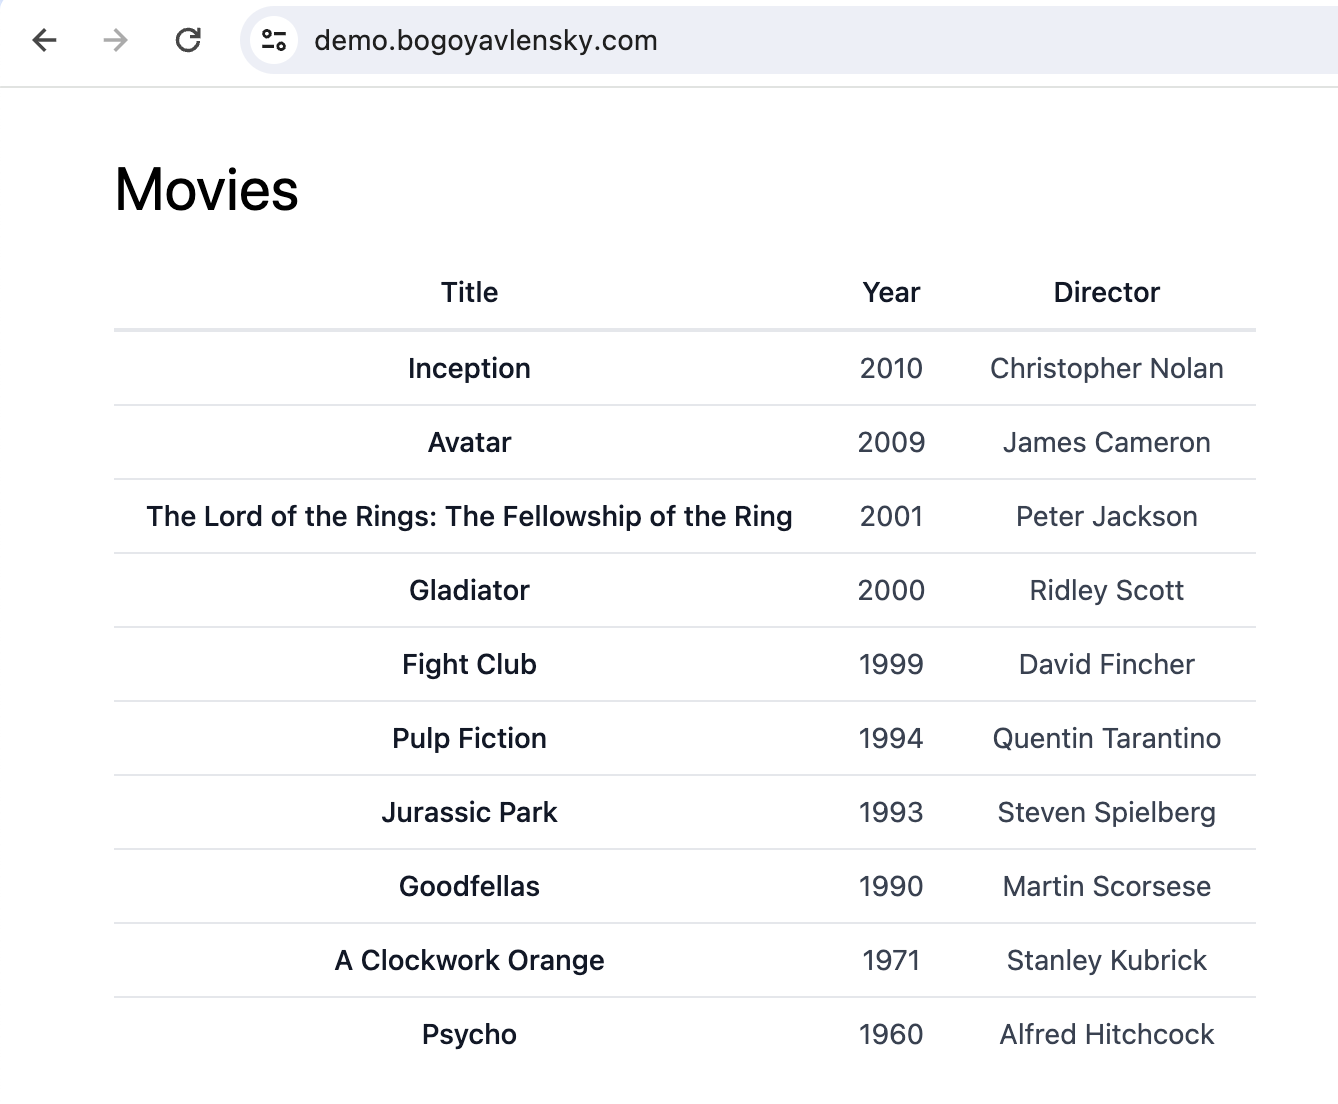 demo.bogoyavlensky.com
Movies
Title Year Director
Inception 2010 Christopher Nolan
Avatar 2009 James Cameron
The Lord of the Rings: The Fellowship of the Ring 2001 Peter Jackson
Gladiator 2000 Ridley Scott
Fight Club 1999 David Fincher
Pulp Fiction 1994 Quentin Tarantino
Jurassic Park 1993 Steven Spielberg
Goodfellas 1990 Martin Scorsese
A Clockwork Orange 1971 Stanley Kubrick
Psycho 1960 Alfred Hitchcock